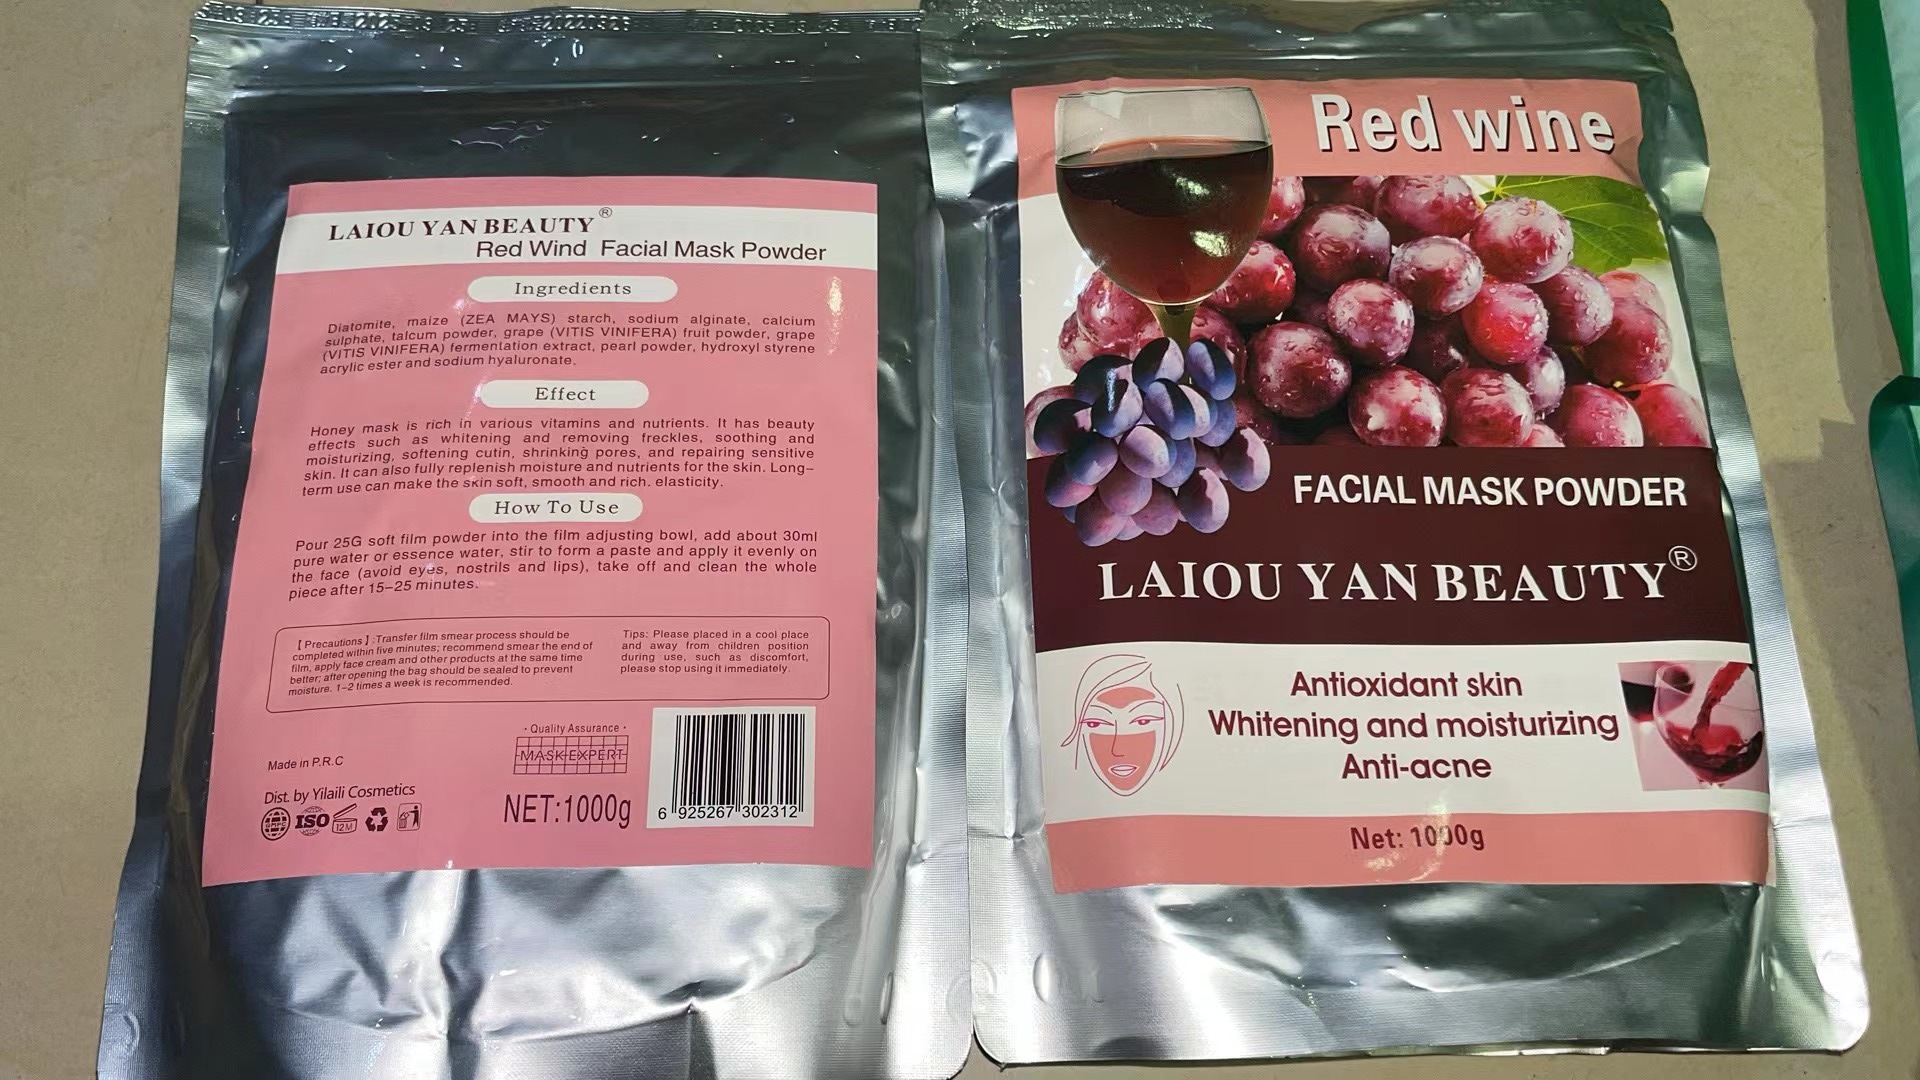 LAIOU YAN BEAUTY®
Red Wind Facial Mask Powder
Ingredients
Diatomite, maize (ZEA MAYS) starch, sodium alginate, calcium
sulphate, talcum powder, grape (VITIS VINIFERA) fruit powder, grape
(VITIS VINIFERA) fermentation extract, pearl powder, hydroxyl styrene
acrylic ester and sodium hyaluronate.
Effect
Honey mask is rich in various vitamins and nutrients. It has beauty
effects such as whitening and removing freckles, soothing and
moisturizing, softening cutin, shrinking pores, and repairing sensitive
skin. It can also fully replenish moisture and nutrients for the skin. Long-
term use can make the skin soft, smooth and rich. elasticity.
How To Use
Pour 25G soft film powder into the film adjusting bowl, add about 30ml
pure water or essence water, stir to form a paste and apply it evenly on
the face (avoid eyes, nostrils and lips), take off and clean the whole
piece after 15-25 minutes.
【Precautions】:Transfer film smear process should be
completed within five minutes; recommend smear the end of
film, apply face cream and other products at the same time
better; after opening the bag should be sealed to prevent
moisture. 1-2 times a week is recommended.
Tips: Please placed in a cool place
and away from children position
during use, such as discomfort,
please stop using it immediately.
· Quality Assurance ·
MASK EXPERT
Made in P.R.C
Dist. by Yilaili Cosmetics
GMPC ISO 12M
NET:1000g
6 925267 302312
Red wine
FACIAL MASK POWDER
LAIOU YAN BEAUTY®
Antioxidant skin
Whitening and moisturizing
Anti-acne
Net: 1000g